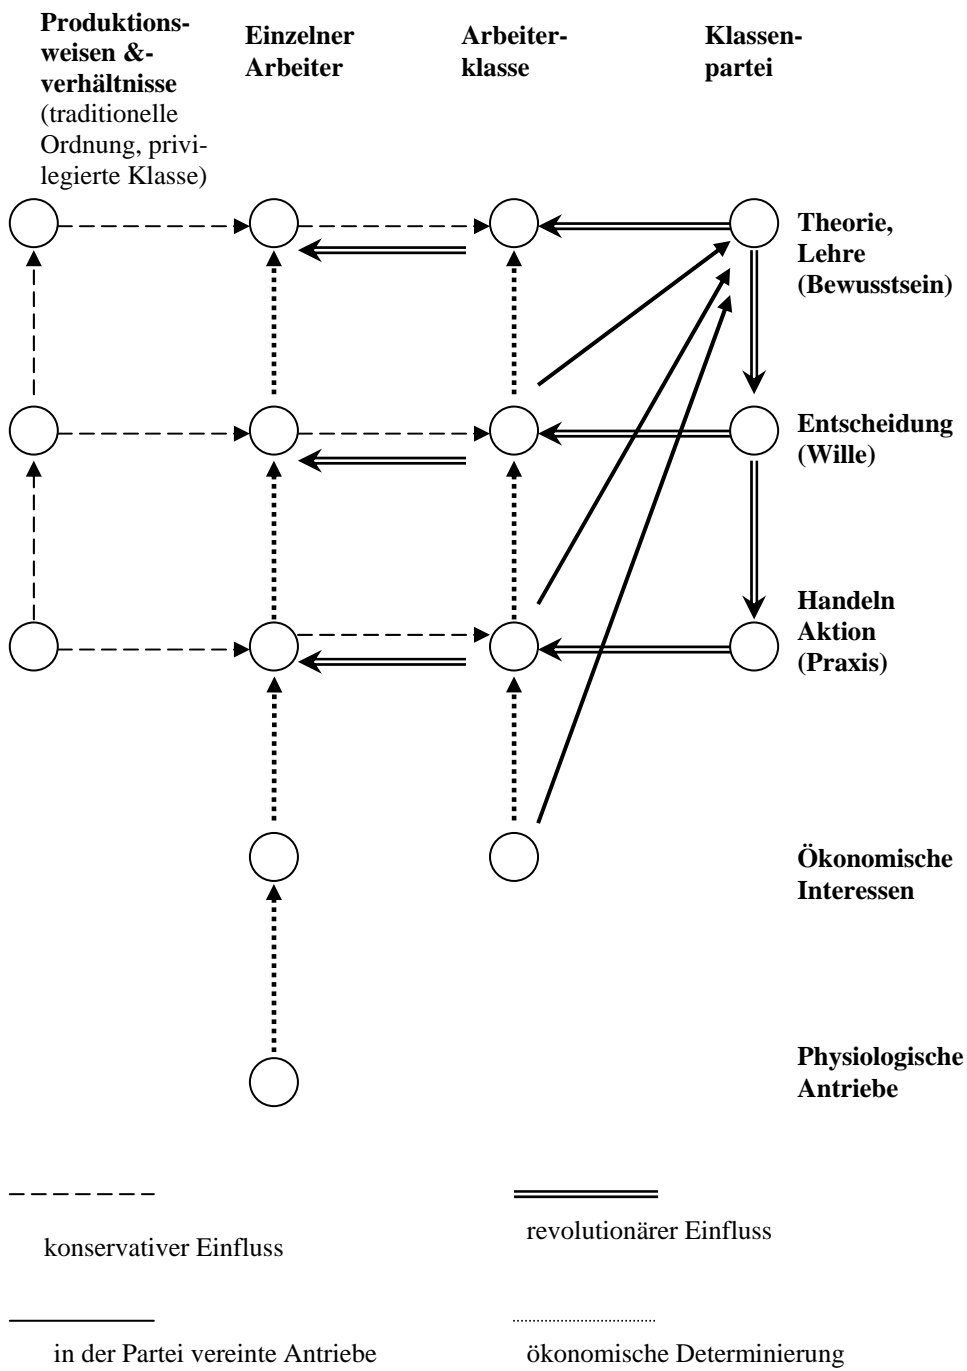 Produktions-
weisen &-
verhältnisse
(traditionelle
Ordnung, privi-
legierte Klasse)
Einzelner
Arbeiter
Arbeiter-
klasse
Klassen-
partei
Theorie,
Lehre
(Bewusstsein)
Entscheidung
(Wille)
Handeln
Aktion
(Praxis)
Ökonomische
Interessen
Physiologische
Antriebe
konservativer Einfluss
revolutionärer Einfluss
in der Partei vereinte Antriebe
ökonomische Determinierung